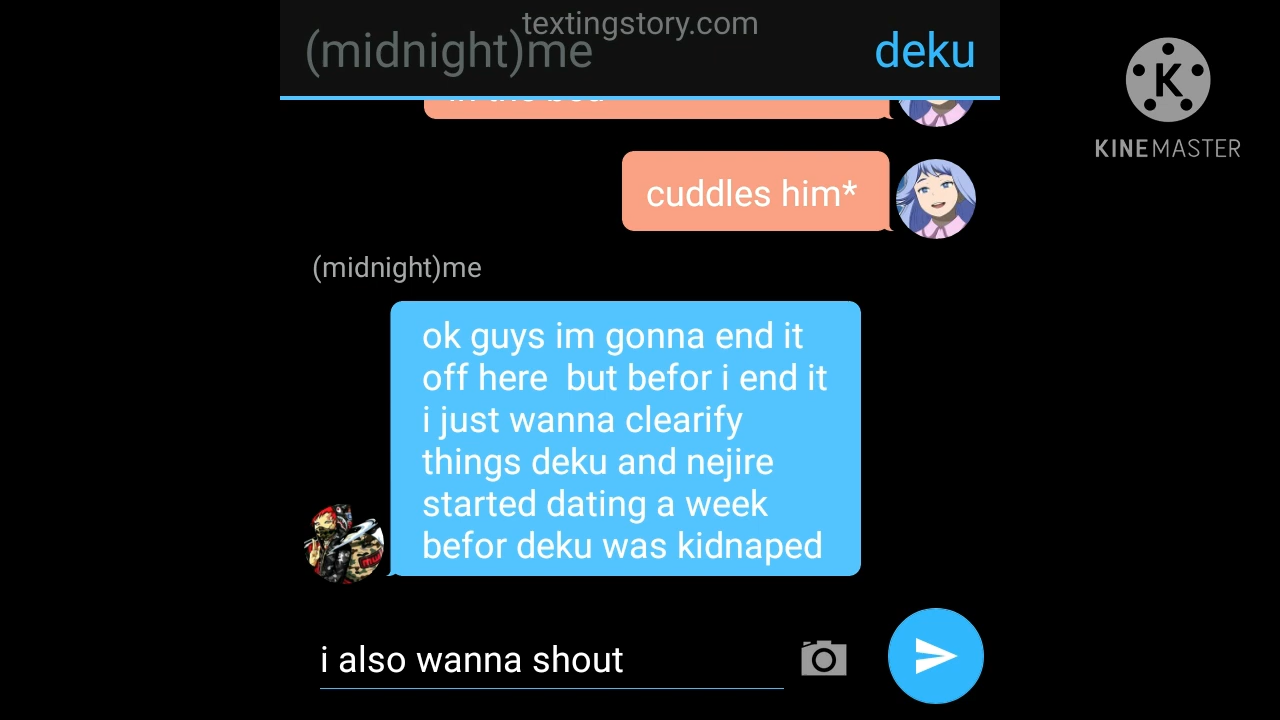 textingstory.com
(midnight)me
deku
KINEMASTER
cuddles him*
(midnight)me
ok guys im gonna end it
off here  but befor i end it
i just wanna clearify
things deku and nejire
started dating a week
befor deku was kidnaped
i also wanna shout